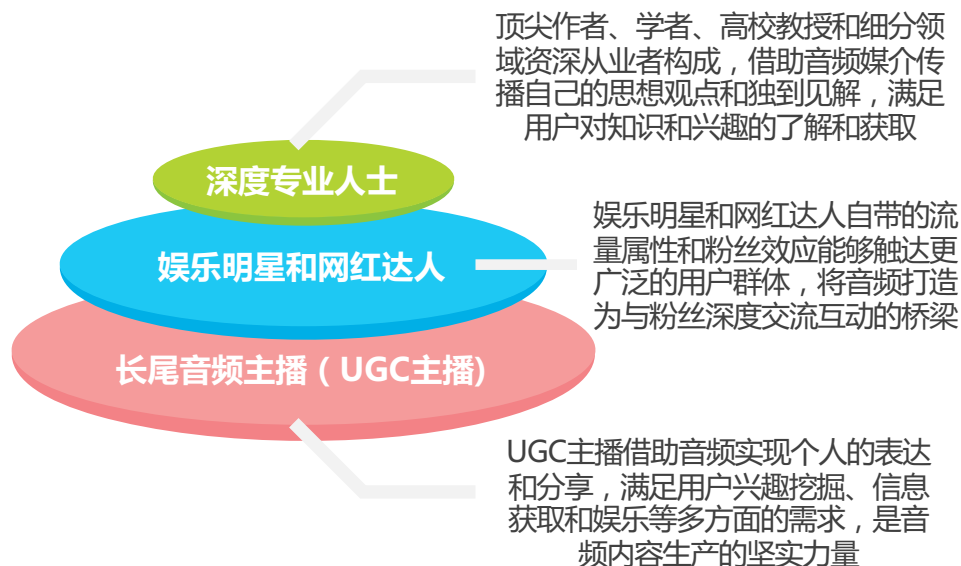 顶尖作者、学者、高校教授和细分领
域资深从业者构成，借助音频媒介传
播自己的思想观点和独到见解，满足
用户对知识和兴趣的了解和获取
深度专业人士
娱乐明星和网红达人
娱乐明星和网红达人自带的流
量属性和粉丝效应能够触达更
广泛的用户群体，将音频打造
为与粉丝深度交流互动的桥梁
长尾音频主播（UGC主播)
UGC主播借助音频实现个人的表达
和分享，满足用户兴趣挖掘、信息
获取和娱乐等多方面的需求，是音
频内容生产的坚实力量